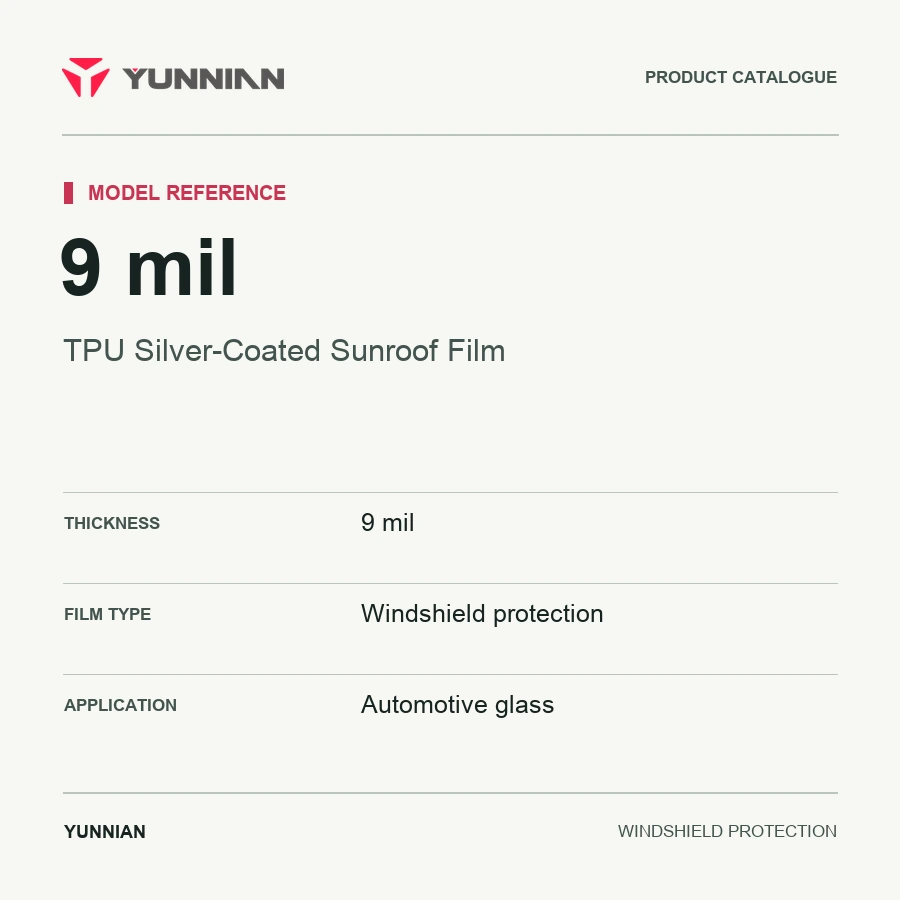 YUNNIAN
PRODUCT CATALOGUE
MODEL REFERENCE
9 mil
TPU Silver-Coated Sunroof Film
THICKNESS
9 mil
FILM TYPE
Windshield protection
APPLICATION
Automotive glass
YUNNIAN
WINDSHIELD PROTECTION